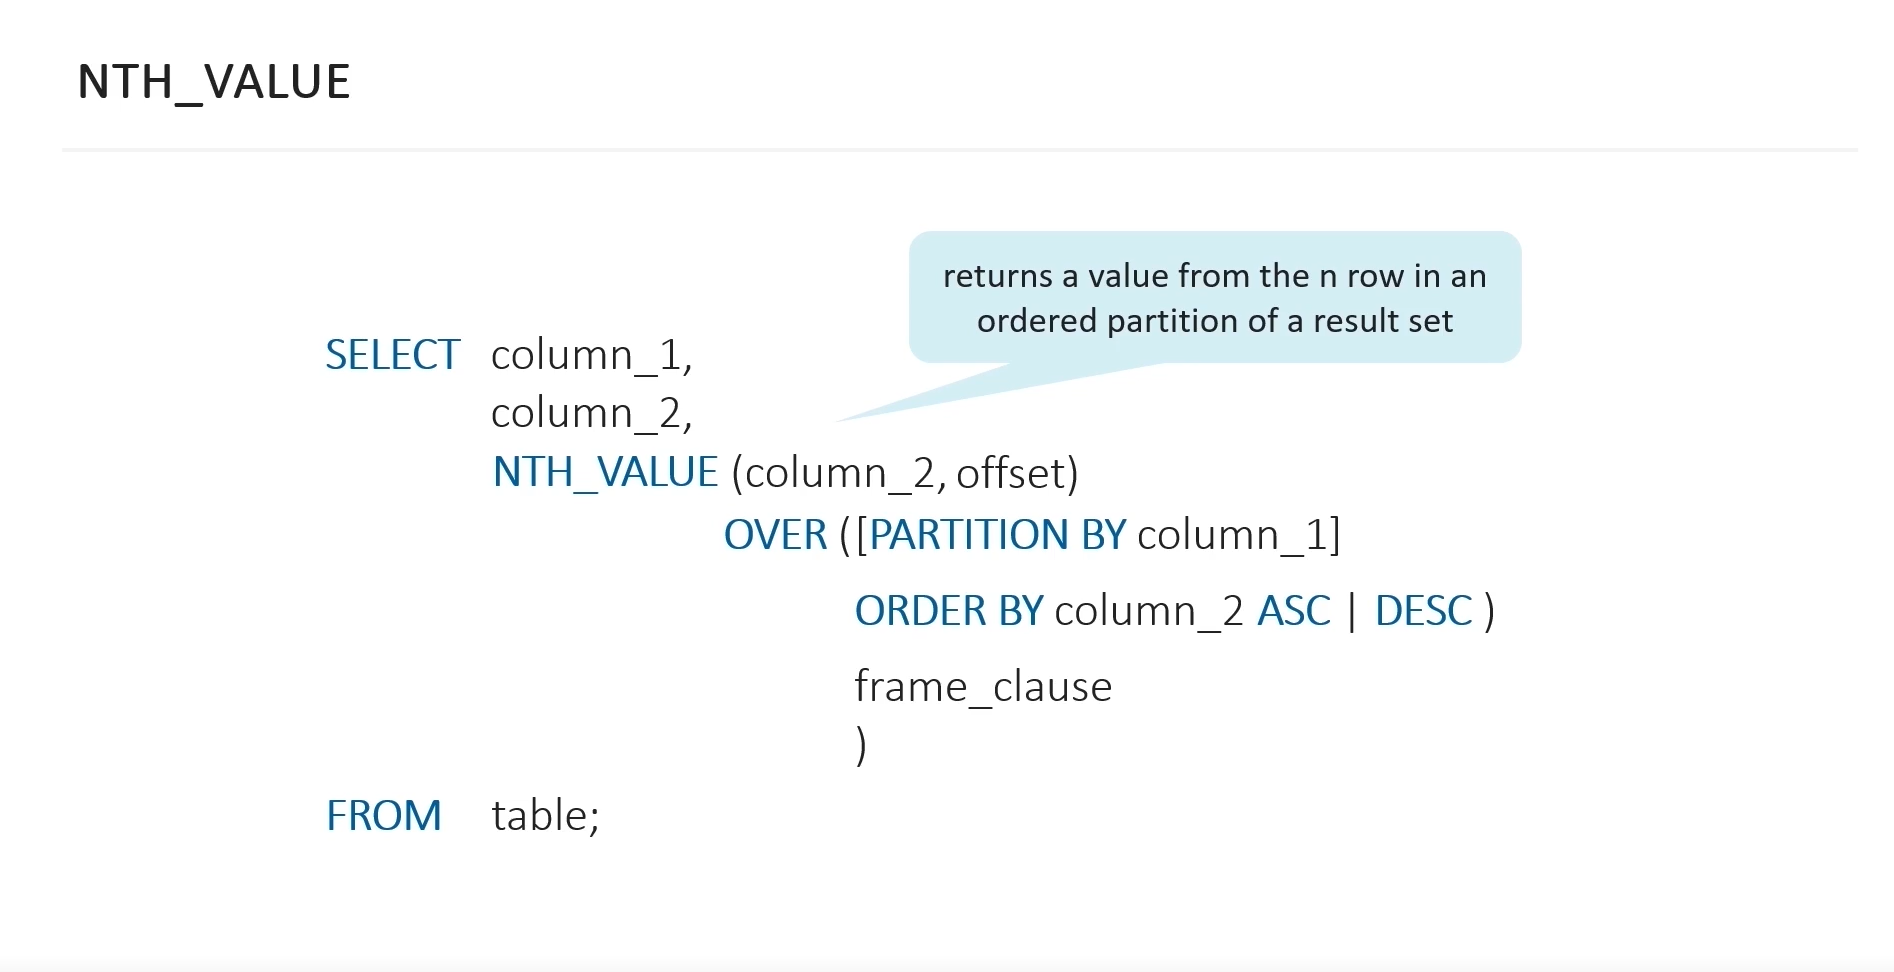 NTH_VALUE
returns a value from the n row in an
ordered partition of a result set
SELECT column_1,
column_2,
NTH_VALUE (column_2, offset)
OVER ([PARTITION BY column_1]
ORDER BY column_2 ASC | DESC )
frame_clause
)
FROM table;